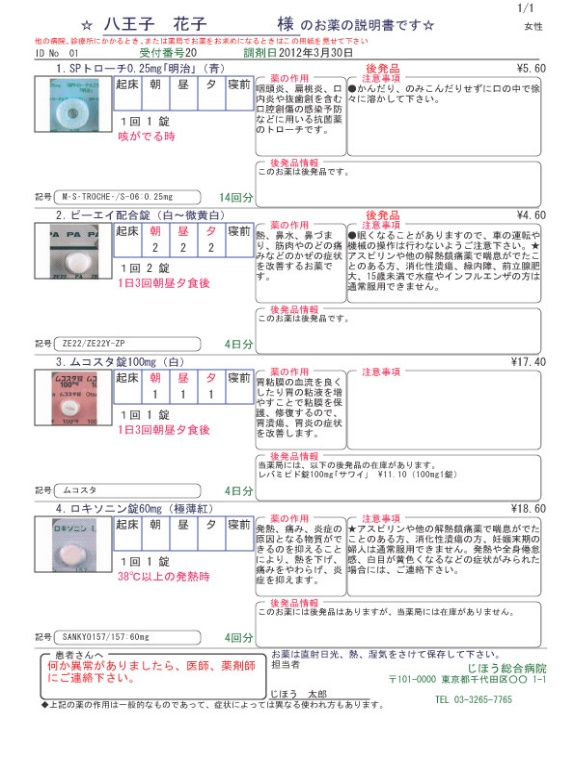 1/1
☆ 八王子 花子 様 のお薬の説明書です☆ 女性
他の病院、診療所にかかるとき、または薬局でお薬をお求めになるときはこの用紙を見せて下さい
ID No 01 受付番号20 調剤日2012年3月30日
1. SPトローチ0.25mg「明治」（青） 後発品 ¥5.60
起床 朝 昼 夕 寝前
1回 1 錠
咳がでる時
薬の作用
咽頭炎、扁桃炎、口
内炎や抜歯創を含む
口腔創傷の感染予防
などに用いる抗菌薬
のトローチです。
注意事項
●かんだり、のみこんだりせずに口の中で徐
々に溶かして下さい。
後発品情報
このお薬は後発品です。
記号 M･S･TROCHE･/S-06:0.25mg 14回分
2. ピーエイ配合錠（白～微黄白） 後発品 ¥4.60
起床 朝 昼 夕 寝前
2 2 2
1回 2 錠
1日3回朝昼夕食後
薬の作用
熱、鼻水、鼻づま
り、筋肉やのどの痛
みなどのかぜの症状
を改善するお薬で
す。
注意事項
●眠くなることがありますので、車の運転や
機械の操作は行わないようご注意下さい。★
アスピリンや他の解熱鎮痛薬で喘息がでたこ
とのある方、消化性潰瘍、緑内障、前立腺肥
大、15歳未満で水痘やインフルエンザの方は
通常服用できません。
後発品情報
このお薬は後発品です。
記号 ZE22/ZE22Y-ZP 4日分
3. ムコスタ錠100mg（白） ¥17.40
起床 朝 昼 夕 寝前
1 1 1
1回 1 錠
1日3回朝昼夕食後
薬の作用
胃粘膜の血流を良く
したり胃の粘液を増
やすことで粘膜を保
護、修復するので、
胃潰瘍、胃炎の症状
を改善します。
注意事項
後発品情報
当薬局には、以下の後発品の在庫があります。
レバミピド錠100mg「サワイ」 ¥11.10（100mg1錠）
記号 ムコスタ 4日分
4. ロキソニン錠60mg（極薄紅） ¥18.60
起床 朝 昼 夕 寝前
1回 1 錠
38℃以上の発熱時
薬の作用
発熱、痛み、炎症の
原因となる物質がで
きるのを抑えること
により、熱を下げ、
痛みをやわらげ、炎
症を抑えます。
注意事項
★アスピリンや他の解熱鎮痛薬で喘息がでた
ことのある方、消化性潰瘍の方、妊娠末期の
婦人は通常服用できません。発熱や全身倦怠
感、白目が黄色くなるなどの症状がみられた
場合には、ご連絡下さい。
後発品情報
このお薬には後発品はありますが、当薬局には在庫がありません。
記号 SANKYO157/157:60mg 4回分
患者さんへ
何か異常がありましたら、医師、薬剤師
にご連絡下さい。
お薬は直射日光、熱、湿気をさけて保存して下さい。
担当者
じほう 太郎
じほう総合病院
〒101-0000 東京都千代田区○○ 1-1
TEL 03-3265-7765
◆上記の薬の作用は一般的なものであって、症状によっては異なる使われ方もあります。